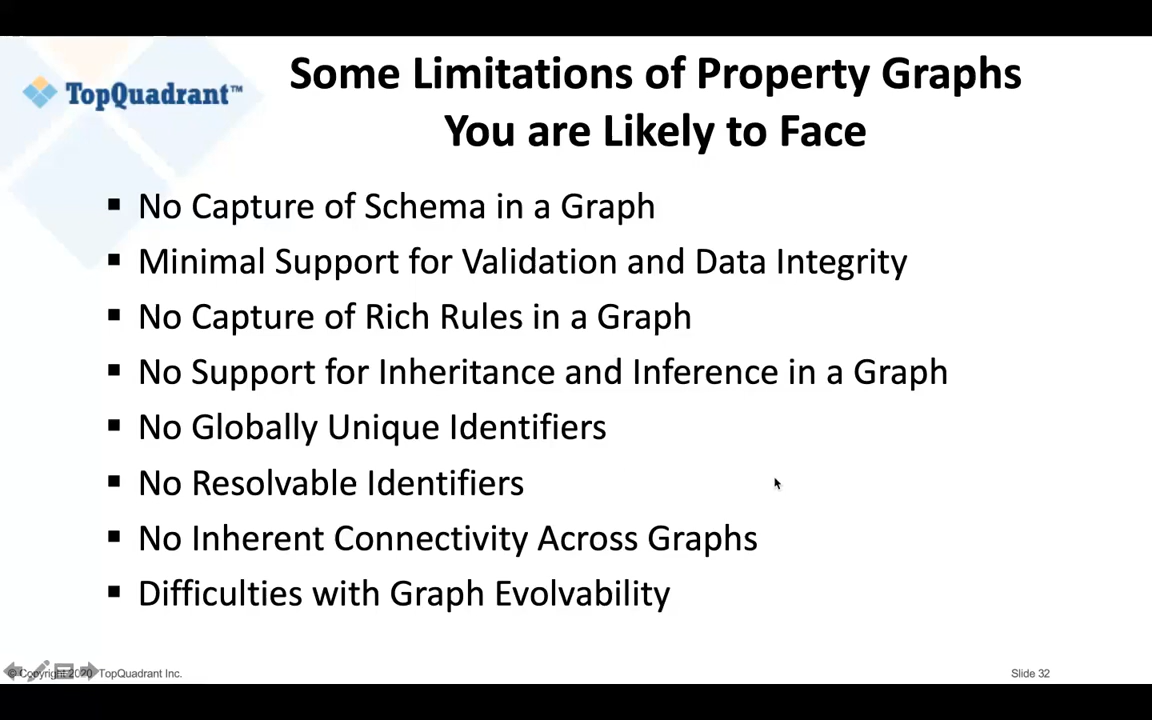 TopQuadrant™
Some Limitations of Property Graphs
You are Likely to Face
▪ No Capture of Schema in a Graph
▪ Minimal Support for Validation and Data Integrity
▪ No Capture of Rich Rules in a Graph
▪ No Support for Inheritance and Inference in a Graph
▪ No Globally Unique Identifiers
▪ No Resolvable Identifiers
▪ No Inherent Connectivity Across Graphs
▪ Difficulties with Graph Evolvability
© Copyright 2020 TopQuadrant Inc.
Slide 32